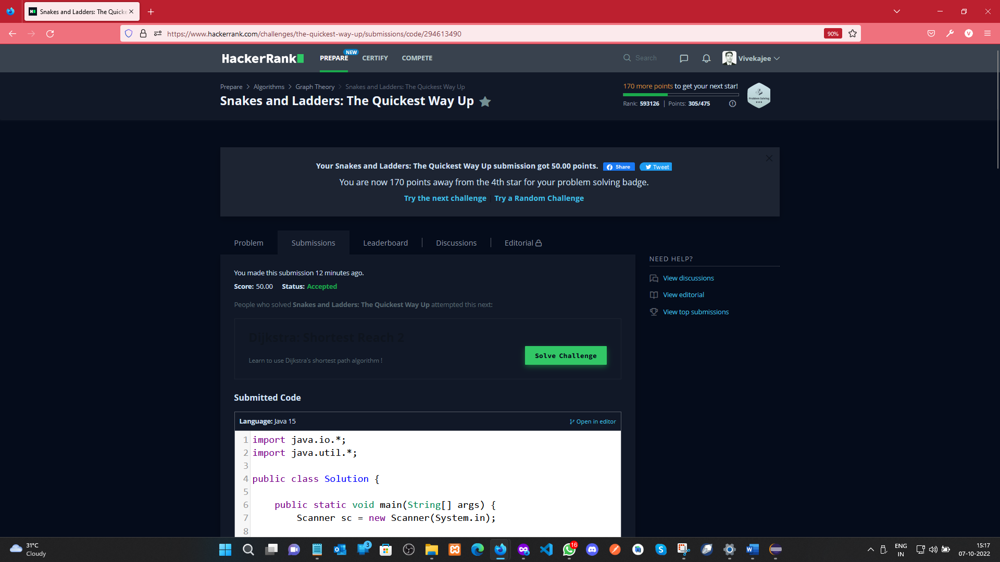 Snakes and Ladders: The Quicke
https://www.hackerrank.com/challenges/the-quickest-way-up/submissions/code/294613490
90%
HackerRank
PREPARE
NEW
CERTIFY
COMPETE
Search
Vivekajee
Prepare > Algorithms > Graph Theory > Snakes and Ladders: The Quickest Way Up
Snakes and Ladders: The Quickest Way Up
170 more points to get your next star!
Rank: 593126 | Points: 305/475
Problem Solving
Your Snakes and Ladders: The Quickest Way Up submission got 50.00 points.
Share
Tweet
You are now 170 points away from the 4th star for your problem solving badge.
Try the next challenge | Try a Random Challenge
Problem
Submissions
Leaderboard
Discussions
Editorial
NEED HELP?
View discussions
View editorial
View top submissions
You made this submission 12 minutes ago.
Score: 50.00 Status: Accepted
People who solved Snakes and Ladders: The Quickest Way Up attempted this next:
Dijkstra: Shortest Reach 2
Learn to use Dijkstra's shortest path algorithm !
Solve Challenge
Submitted Code
Language: Java 15
Open in editor
1 import java.io.*;
2 import java.util.*;
3
4 public class Solution {
5
6 public static void main(String[] args) {
7 Scanner sc = new Scanner(System.in);
8
31°C
Cloudy
3
16
ENG
IN
15:17
07-10-2022